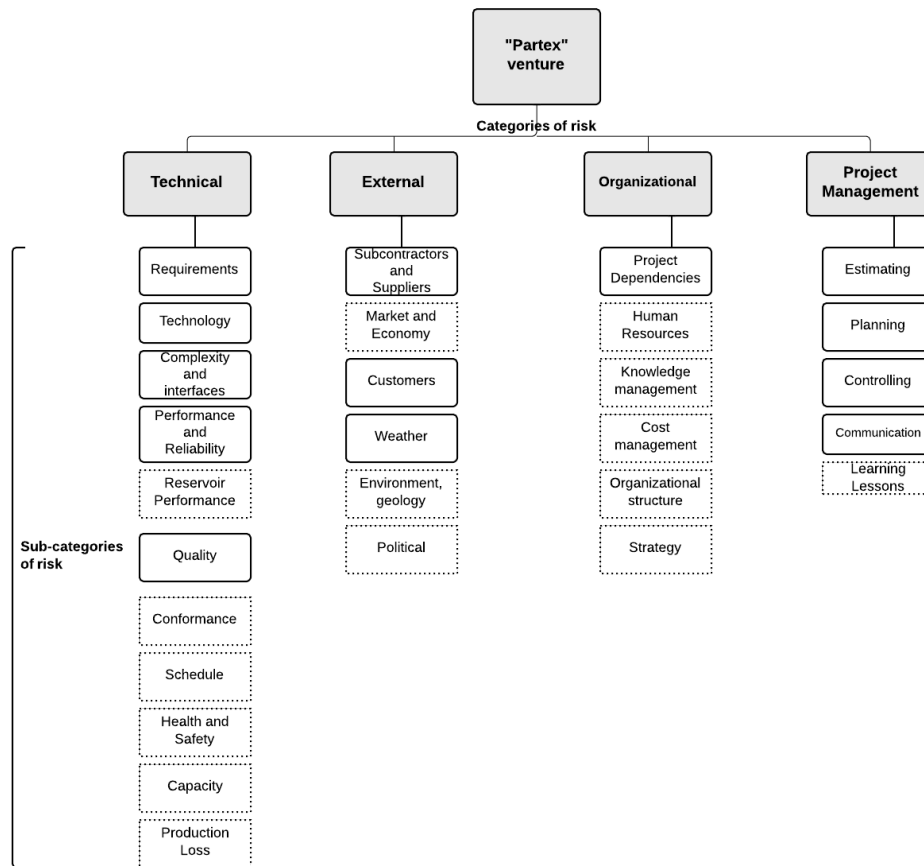 "Partex"
venture
Categories of risk
Technical
External
Organizational
Project
Management
Sub-categories
of risk
Requirements
Technology
Complexity
and
interfaces
Performance
and
Reliability
Reservoir
Performance
Quality
Conformance
Schedule
Health and
Safety
Capacity
Production
Loss
Subcontractors
and
Suppliers
Market and
Economy
Customers
Weather
Environment,
geology
Political
Project
Dependencies
Human
Resources
Knowledge
management
Cost
management
Organizational
structure
Strategy
Estimating
Planning
Controlling
Communication
Learning
Lessons